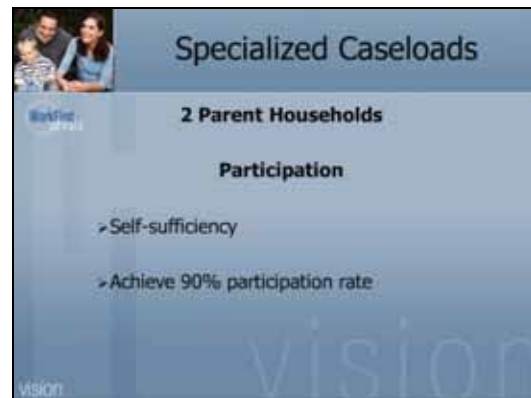 Specialized Caseloads
WorkFirst
2 Parent Households
Participation
➢Self-sufficiency
➢Achieve 90% participation rate
vision
vision